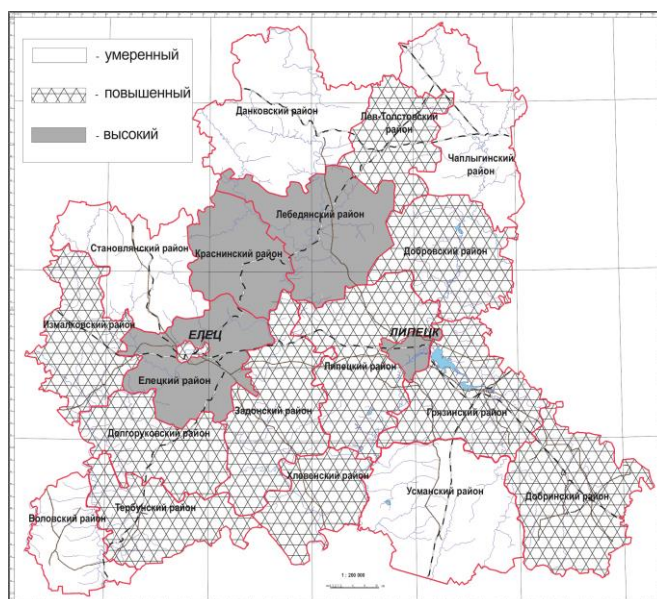 - умеренный
- повышенный
- высокий
Данковский район
Лев-Толстовский
район
Чаплыгинский
район
Лебедянский район
Становлянский район
Краснинский район
Добровский район
Измалковский район
ЕЛЕЦ
ЛИПЕЦК
Елецкий район
Липецкий район
Задонский район
Грязинский район
Долгоруковский район
Хлевенский район
Усманский район
Добринский район
Воловский район
Тербунский район
1 : 200 000